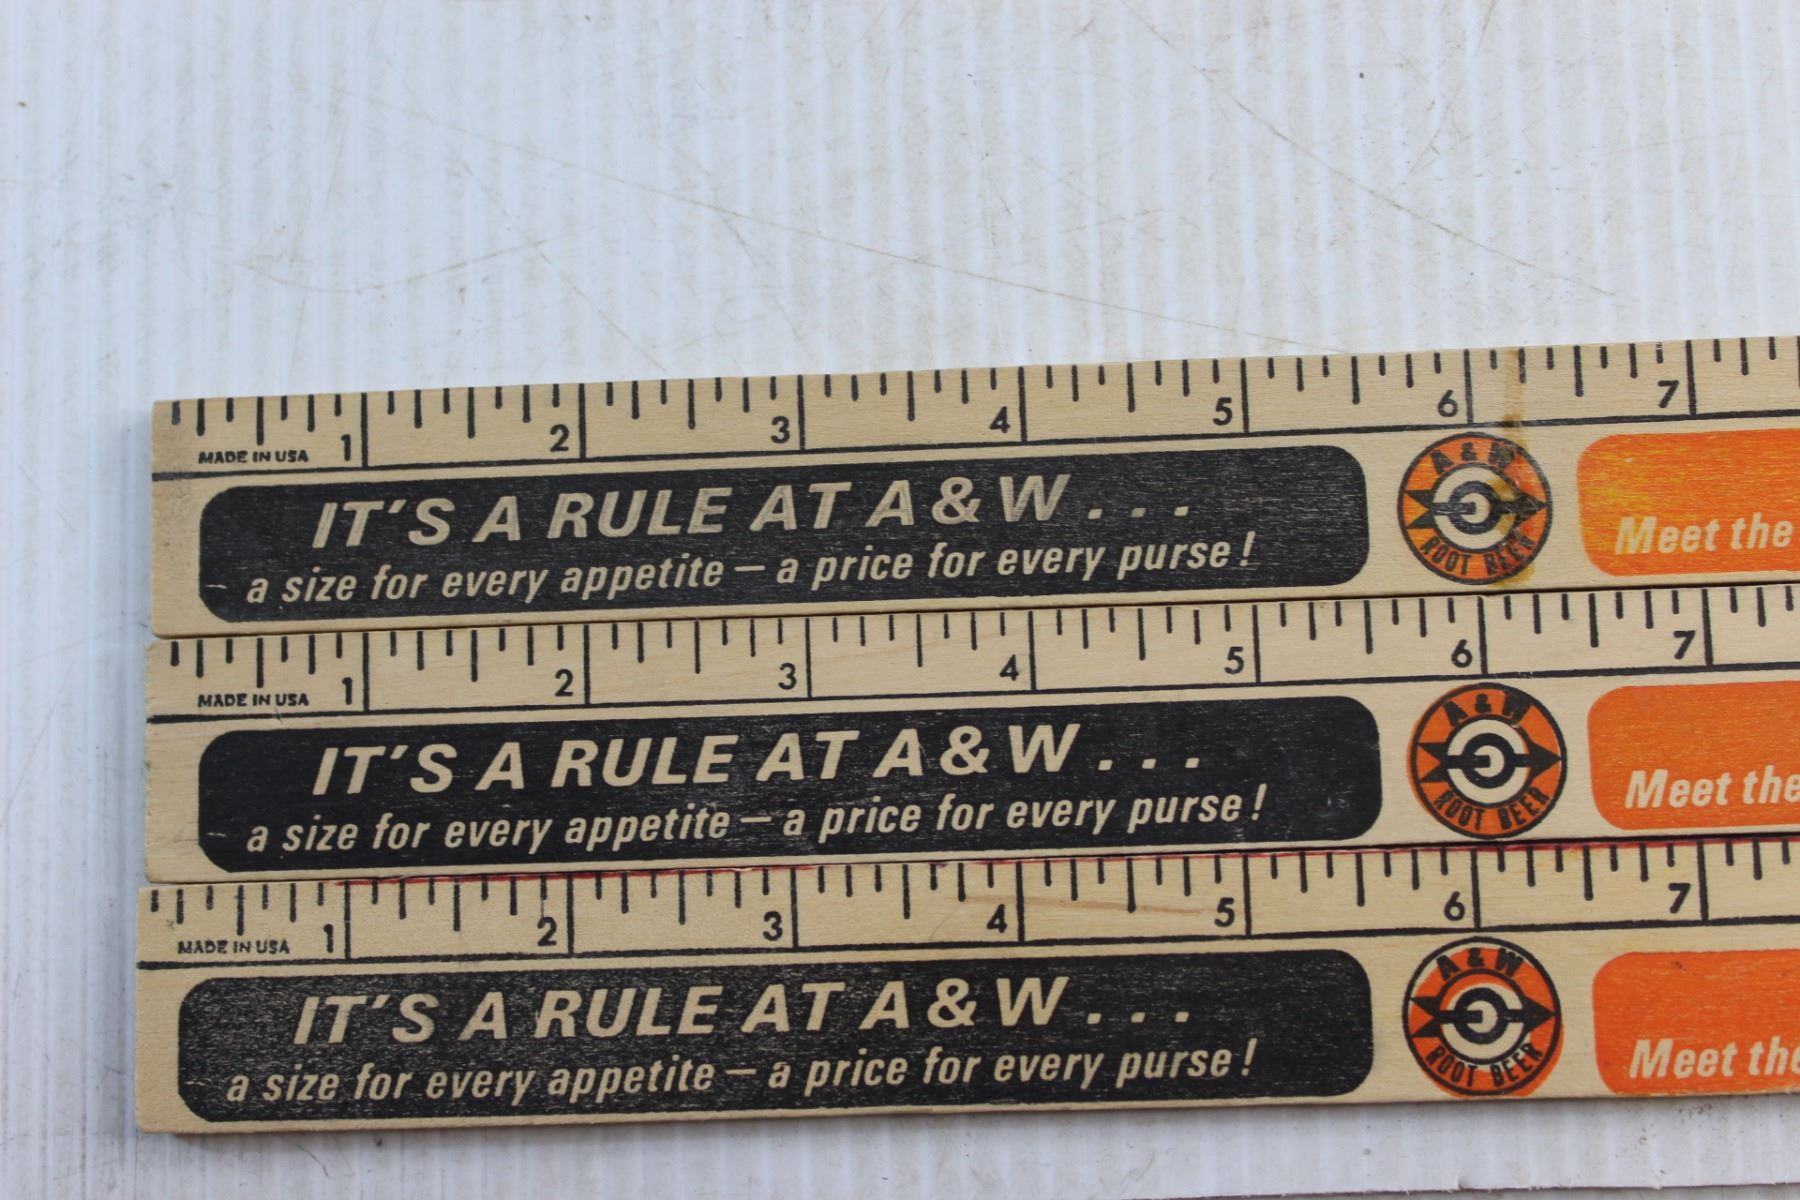 1 2 3 4 5 6 7
MADE IN USA
IT'S A RULE AT A & W . . .
a size for every appetite — a price for every purse!
A & W
ROOT BEER
Meet the
1 2 3 4 5 6 7
MADE IN USA
IT'S A RULE AT A & W . . .
a size for every appetite — a price for every purse!
A & W
ROOT BEER
Meet the
1 2 3 4 5 6 7
MADE IN USA
IT'S A RULE AT A & W . . .
a size for every appetite — a price for every purse!
A & W
ROOT BEER
Meet the